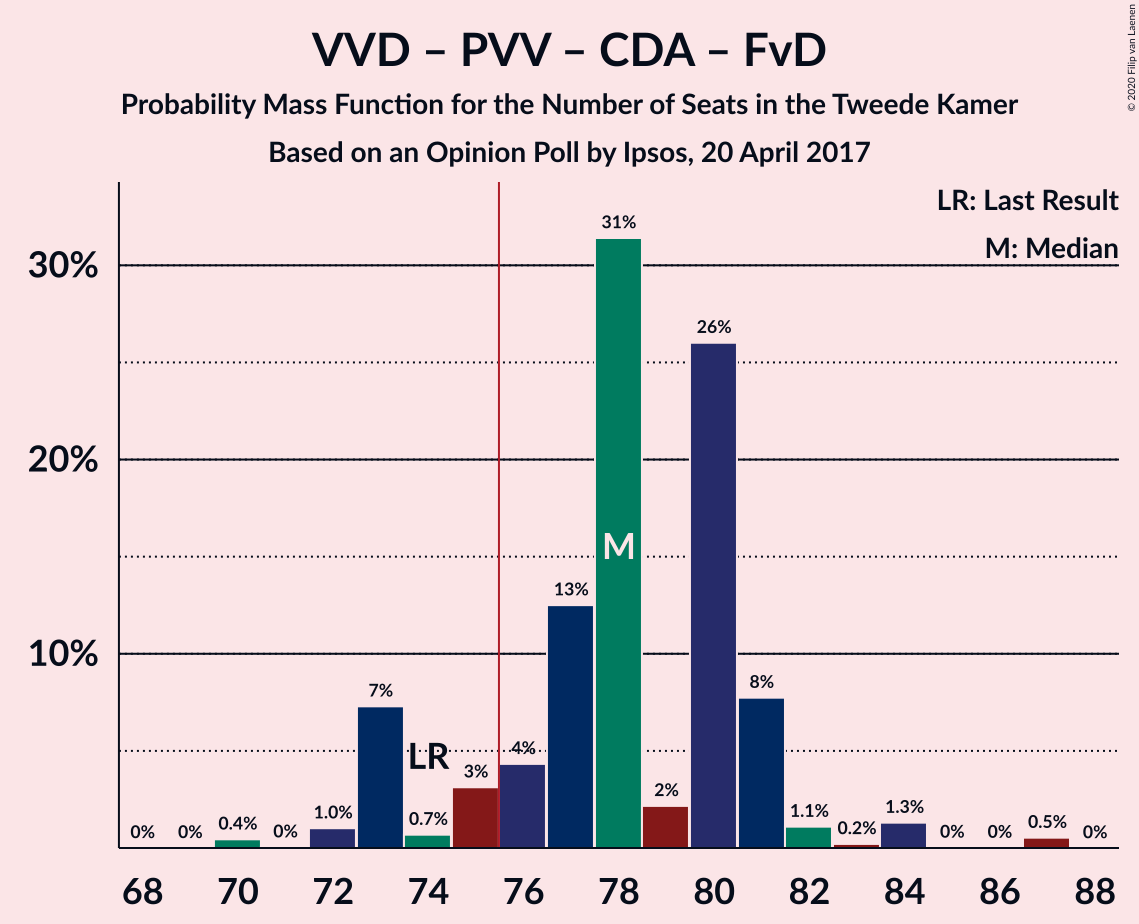 VVD – PVV – CDA – FvD
Probability Mass Function for the Number of Seats in the Tweede Kamer
Based on an Opinion Poll by Ipsos, 20 April 2017
© 2020 Filip van Laenen
LR: Last Result
M: Median
30%
20%
10%
0%
0%
0.4%
0%
1.0%
7%
LR
0.7%
3%
4%
13%
31%
M
2%
26%
8%
1.1%
0.2%
1.3%
0%
0%
0.5%
0%
68 70 72 74 76 78 80 82 84 86 88